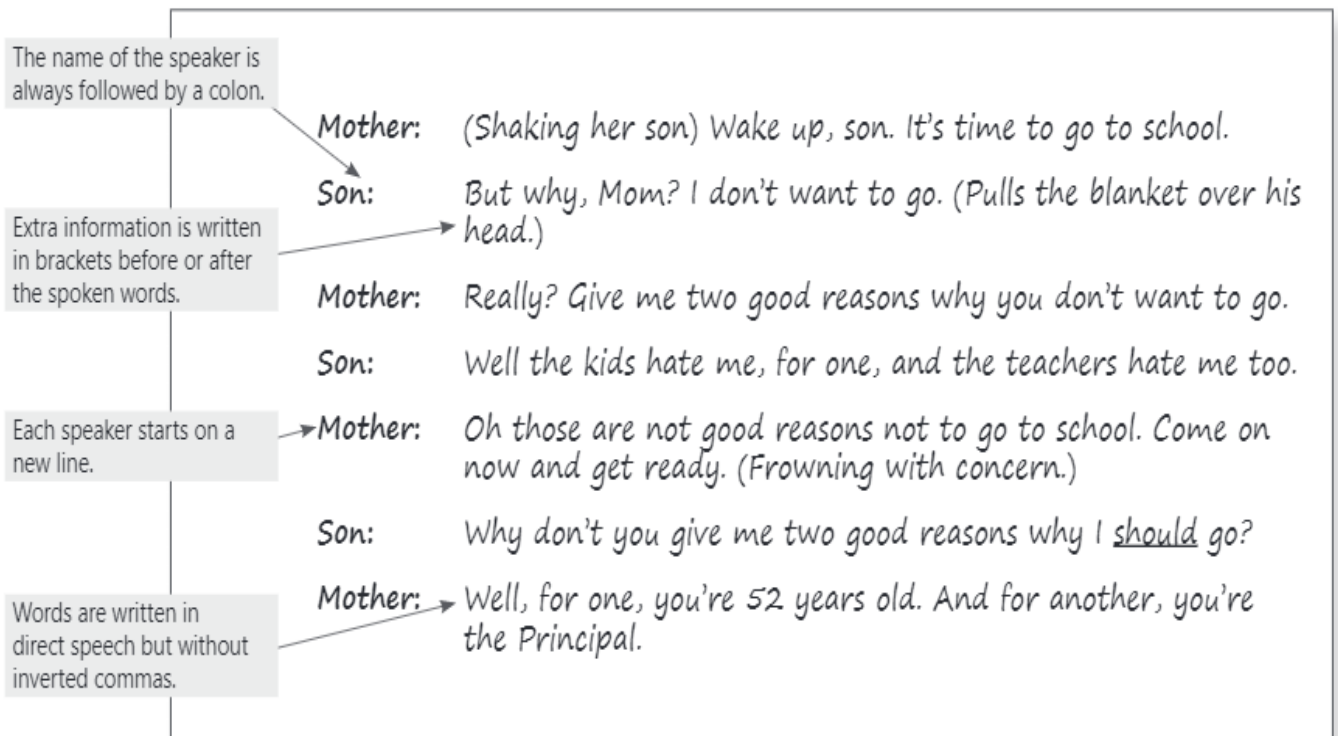 The name of the speaker is
always followed by a colon.
Mother: (Shaking her son) Wake up, son. It's time to go to school.
Son: But why, Mom? I don't want to go. (Pulls the blanket over his
head.)
Extra information is written
in brackets before or after
the spoken words.
Mother: Really? Give me two good reasons why you don't want to go.
Son: Well the kids hate me, for one, and the teachers hate me too.
Each speaker starts on a
new line.
Mother: Oh those are not good reasons not to go to school. Come on
now and get ready. (Frowning with concern.)
Son: Why don't you give me two good reasons why I should go?
Words are written in
direct speech but without
inverted commas.
Mother: Well, for one, you're 52 years old. And for another, you're
the Principal.